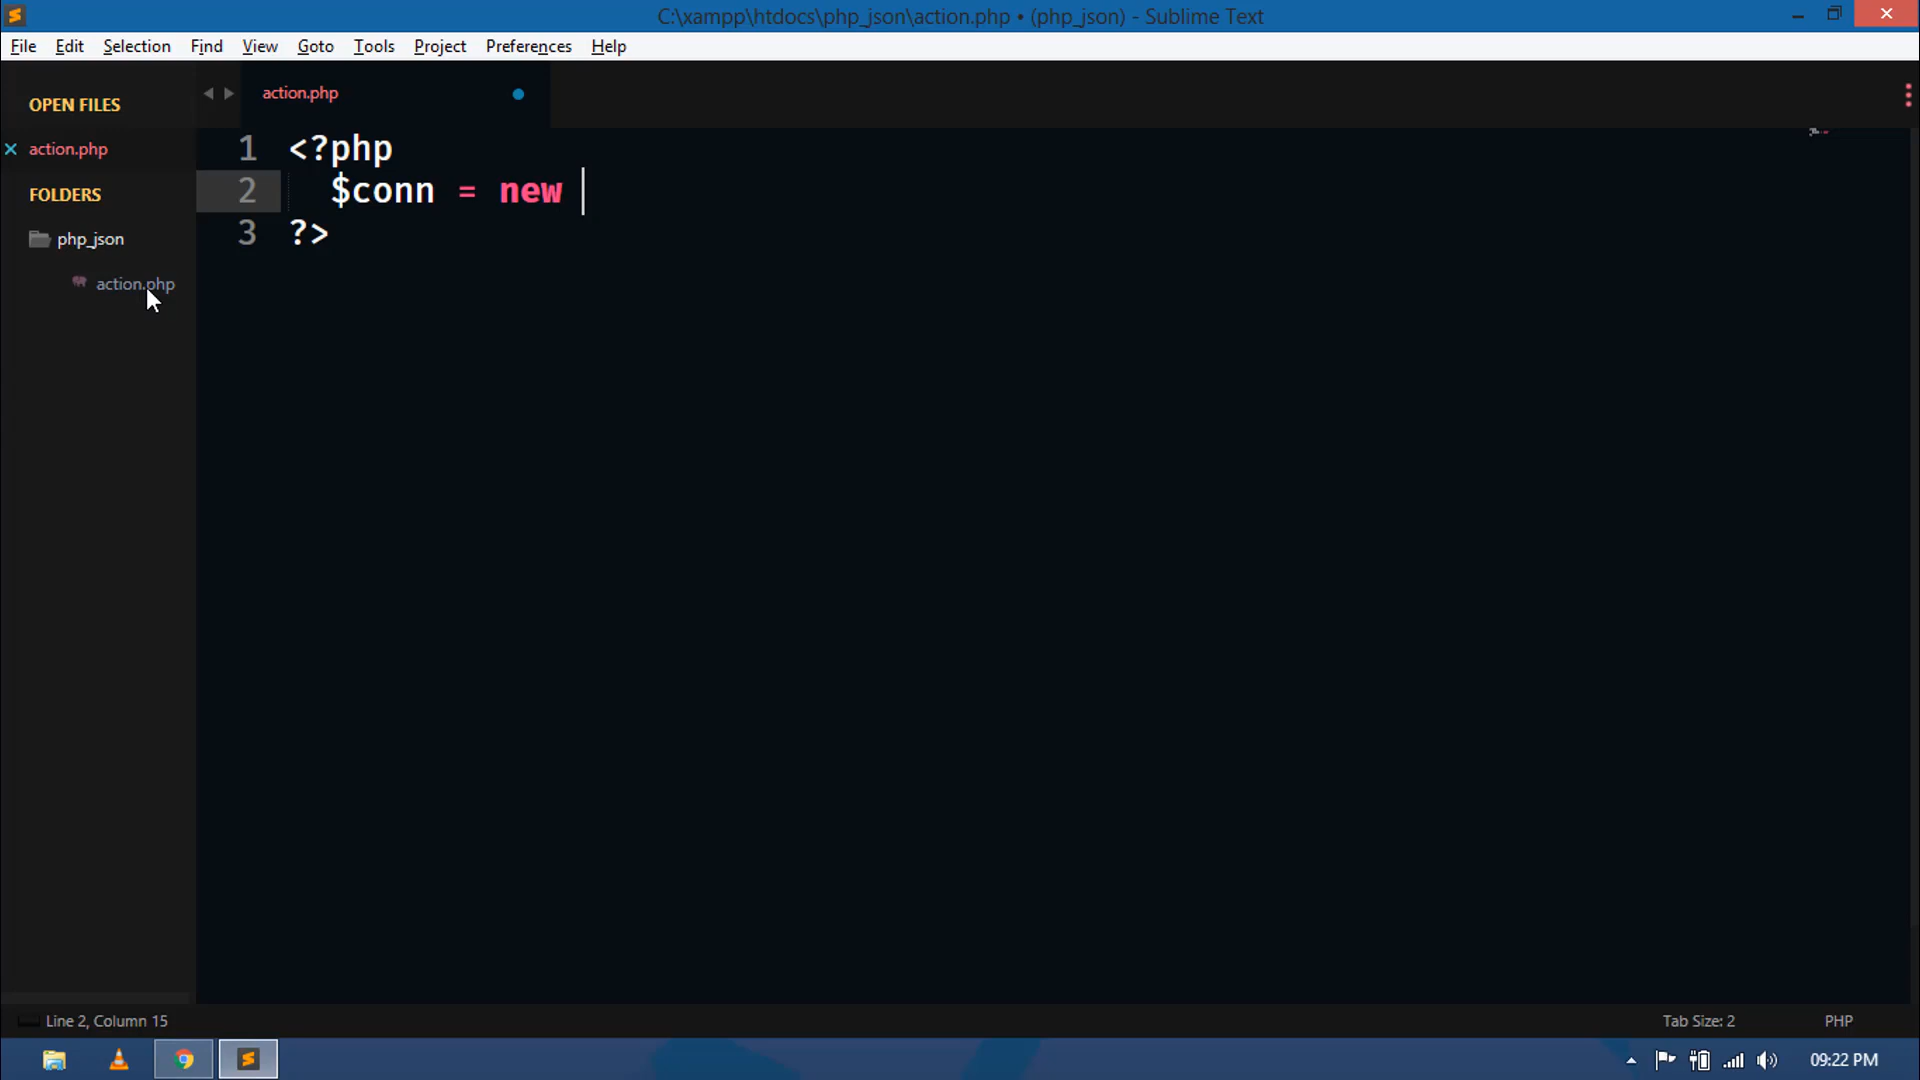 C:\xampp\htdocs\php_json\action.php • (php_json) - Sublime Text
File Edit Selection Find View Goto Tools Project Preferences Help
OPEN FILES
action.php
FOLDERS
php_json
action.php
action.php
1 <?php
2 $conn = new
3 ?>
Line 2, Column 15
Tab Size: 2
PHP
09:22 PM